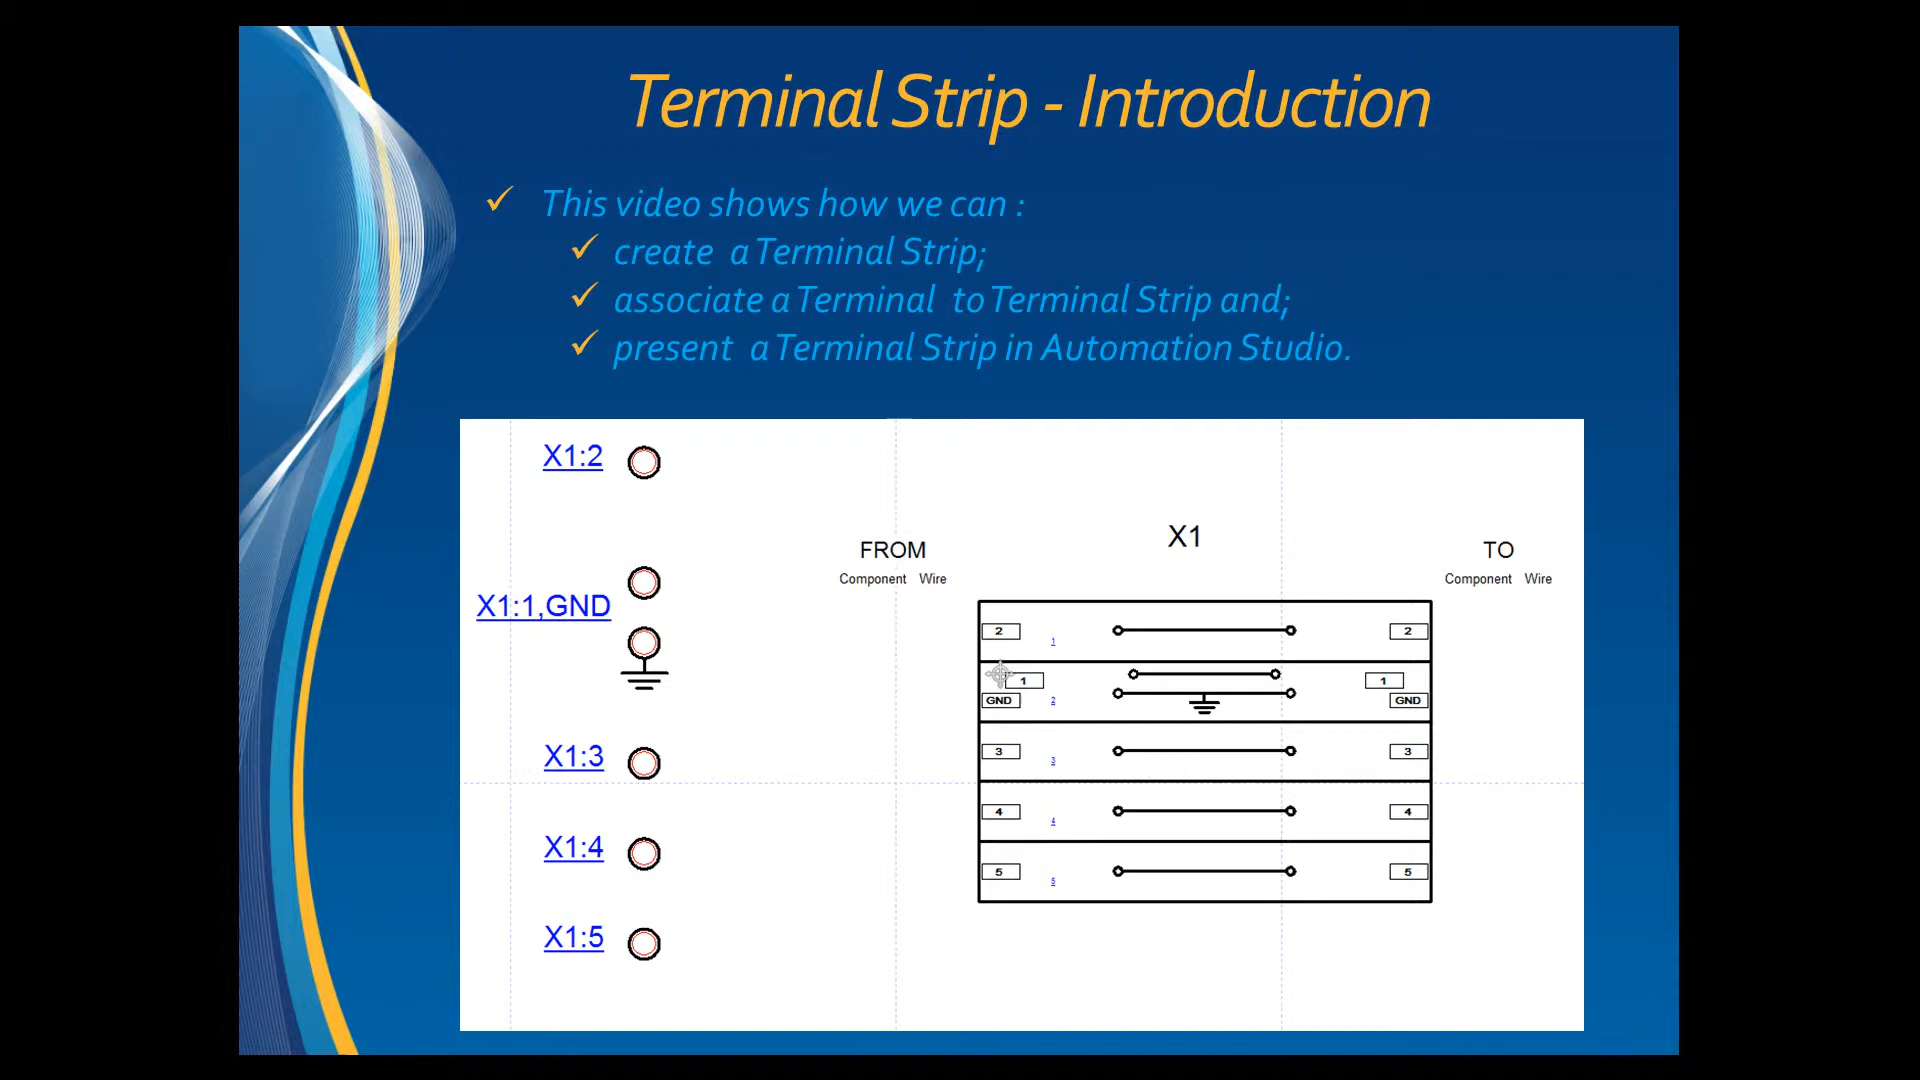 Terminal Strip - Introduction
This video shows how we can :
create a Terminal Strip;
associate a Terminal to Terminal Strip and;
present a Terminal Strip in Automation Studio.
X1:2
X1:1,GND
X1:3
X1:4
X1:5
X1
FROM
TO
Component Wire
Component Wire
2 1 2
1 1
GND 2 GND
3 3 3
4 4 4
5 5 5